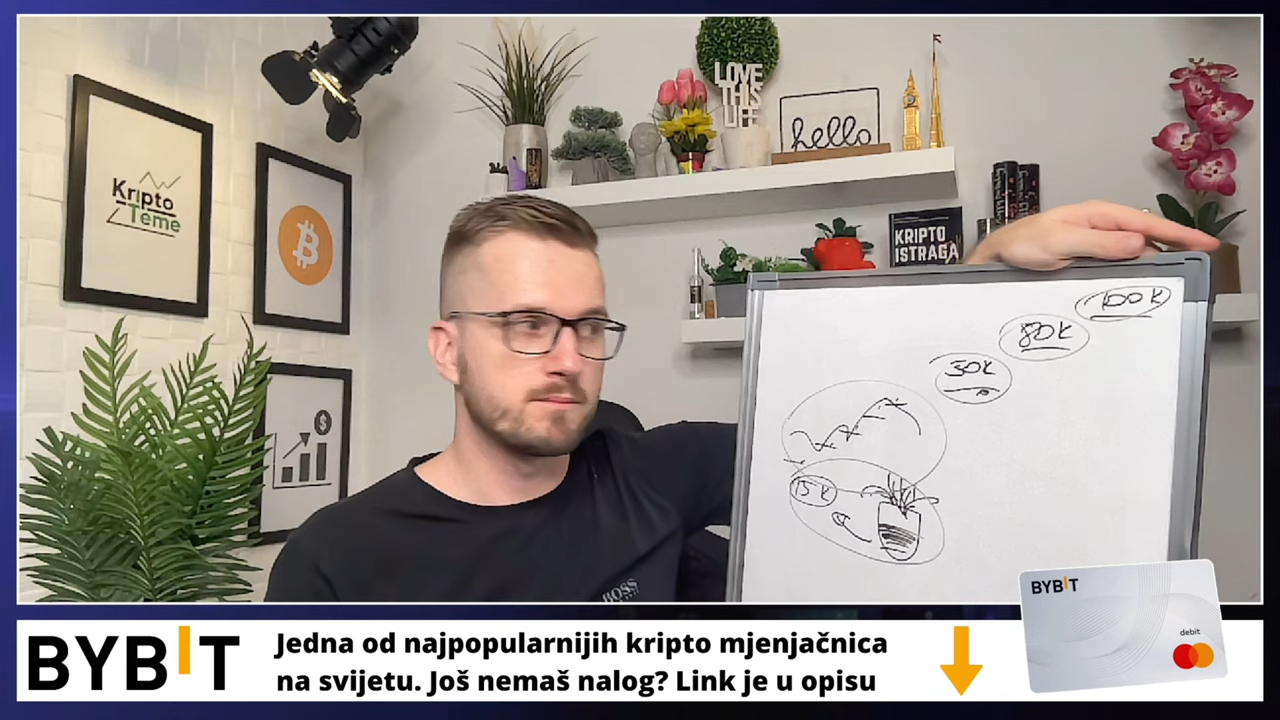 Kripto
Teme
LOVE
THIS
LIFE
hello
KRIPTO
ISTRAGA
100K
80K
30K
15K
BOSS
BYBIT
Jedna od najpopularnijih kripto mjenjačnica
na svijetu. Još nemaš nalog? Link je u opisu
BYBIT
debit